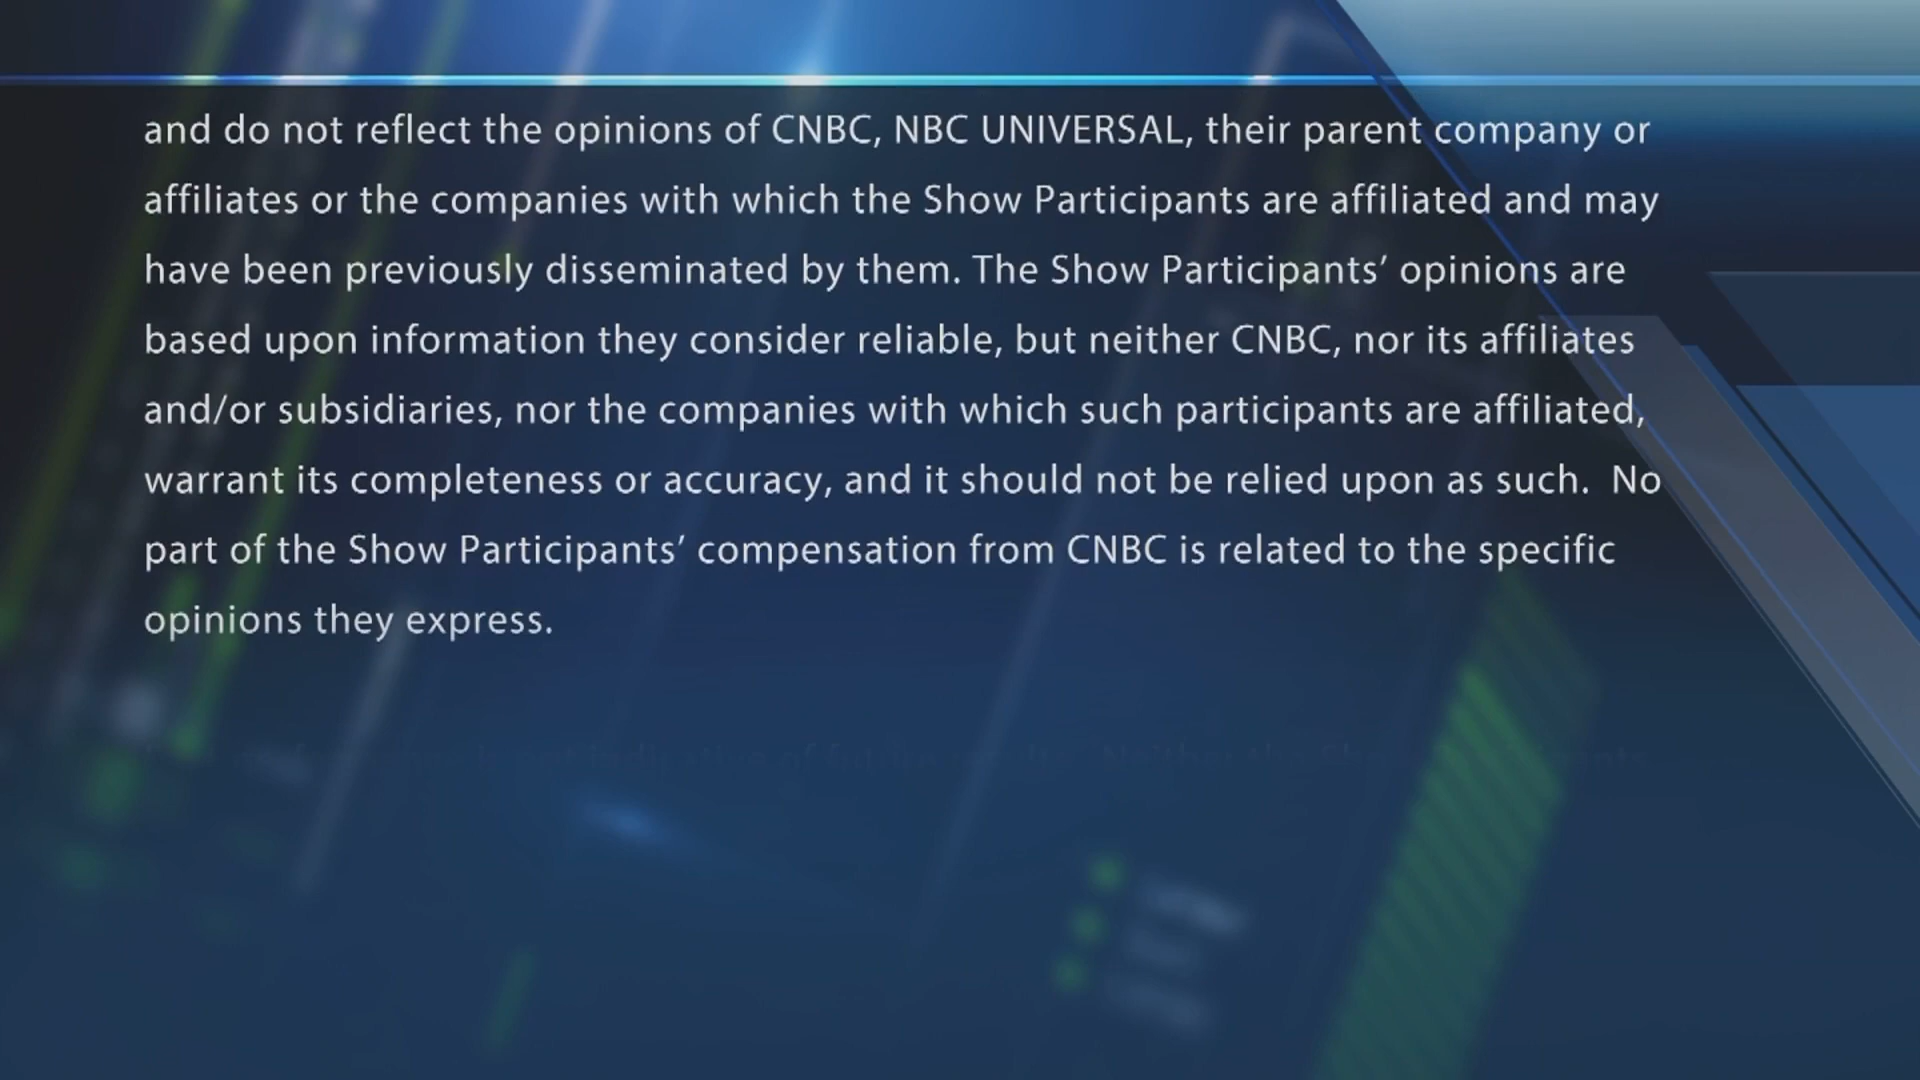 and do not reflect the opinions of CNBC, NBC UNIVERSAL, their parent company or
affiliates or the companies with which the Show Participants are affiliated and may
have been previously disseminated by them. The Show Participants’ opinions are
based upon information they consider reliable, but neither CNBC, nor its affiliates
and/or subsidiaries, nor the companies with which such participants are affiliated,
warrant its completeness or accuracy, and it should not be relied upon as such.  No
part of the Show Participants’ compensation from CNBC is related to the specific
opinions they express.
indicative of